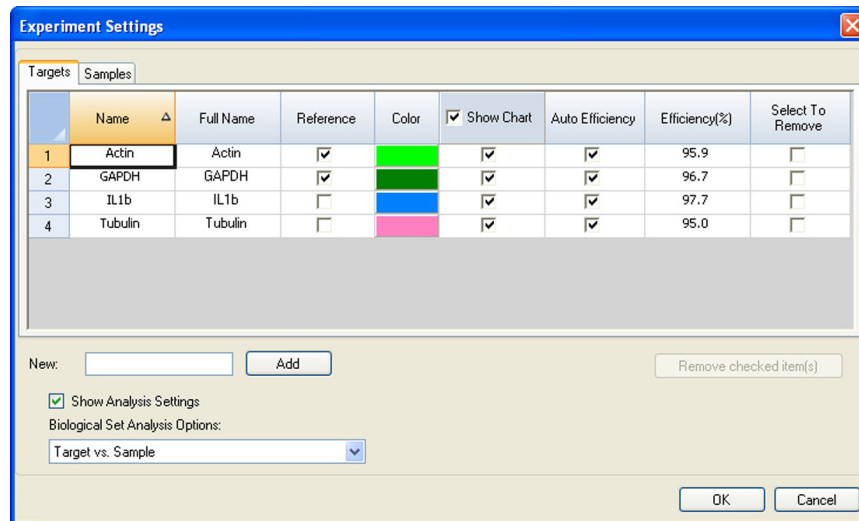 Experiment Settings
Targets Samples
Name Full Name Reference Color Show Chart Auto Efficiency Efficiency(%) Select To Remove
1 Actin Actin 95.9
2 GAPDH GAPDH 96.7
3 IL1b IL1b 97.7
4 Tubulin Tubulin 95.0
New: Add Remove checked item(s)
Show Analysis Settings
Biological Set Analysis Options:
Target vs. Sample
OK Cancel